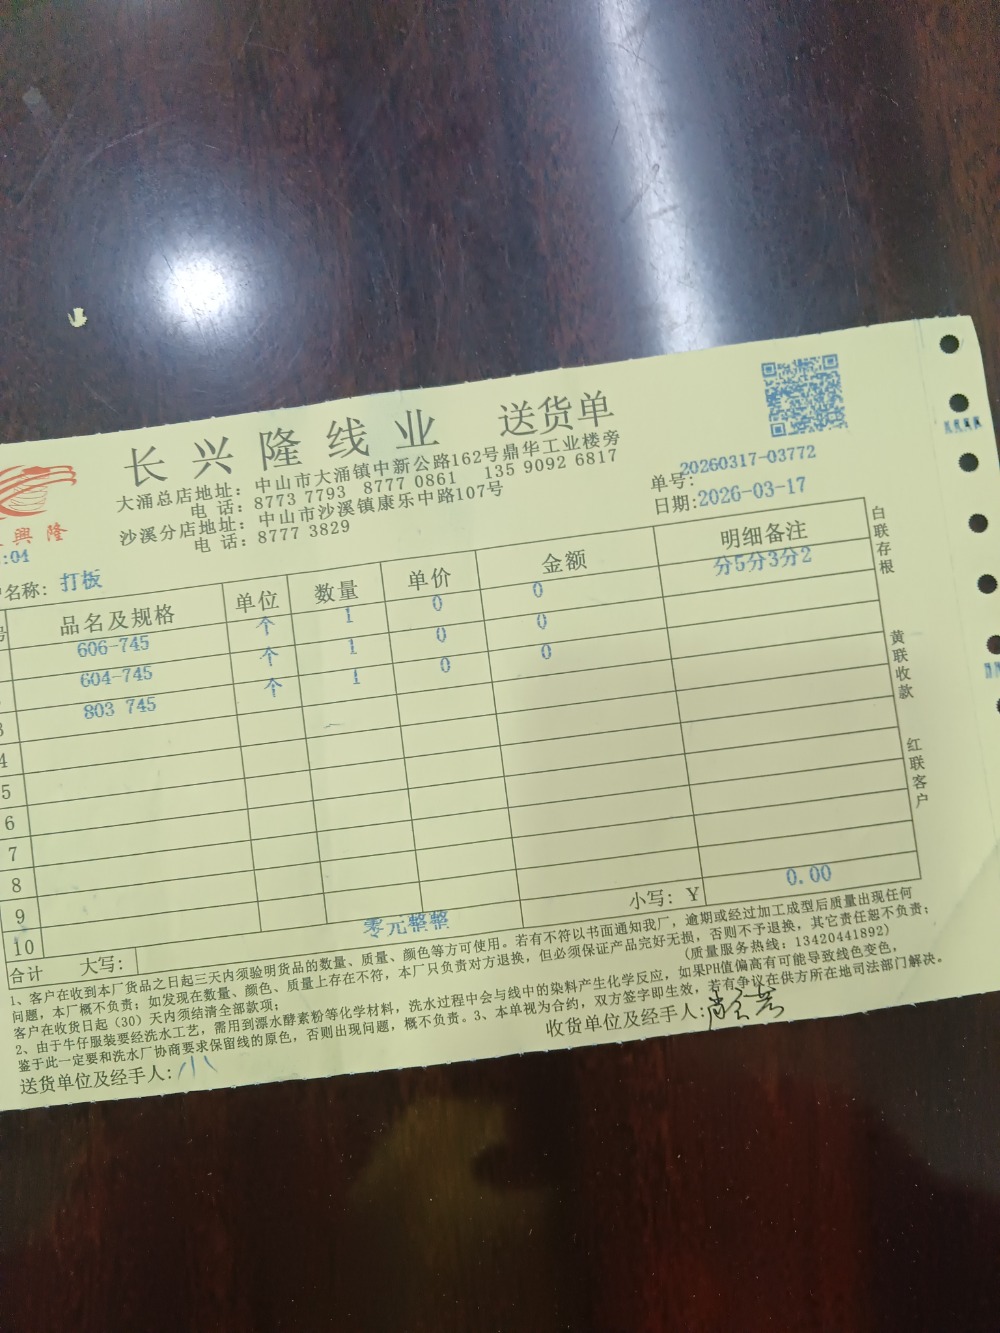 长兴隆线业 送货单
大涌总店地址：中山市大涌镇中新公路162号鼎华工业楼旁
电 话：8773 7793 8777 0861 135 9092 6817
沙溪分店地址：中山市沙溪镇康乐中路107号
电 话：8777 3829
單号：20260317-03772
日期:2026-03-17
興隆
:04
名称：打板
品名及规格 单位 数量 单价 金额 明细备注
606-745 个 1 0 0 分5分3分2
604-745 个 1 0 0
3 803 745 个 1 0 0
4
5
6
7
8
9
10
合计 大写： 零元整整 小写：Y 0.00
白联存根
黄联收款
红联客户
1、客户在收到本厂货品之日起三天内须验明货品的数量、质量、颜色等方可使用。若有不符以书面通知我厂，逾期或经过加工成型后质量出现任何
问题，本厂概不负责；如发现在数量、颜色、质量上存在不符，本厂只负责对方退换，但必须保证产品完好无损，否则不予退换，其它责任恕不负责；
客户在收货日起（30）天内须结清全部款项； （质量服务热线：13420441892）
2、由于牛仔服装要经洗水工艺，需用到漂水酵素粉等化学材料，洗水过程中会与线中的染料产生化学反应，如果PH值偏高有可能导致线色变色，
鉴于此一定要和洗水厂协商要求保留线的原色，否则出现问题，概不负责。3、本单视为合约，双方签字即生效，若有争议在供方所在地司法部门解决。
送货单位及经手人： 收货单位及经手人：